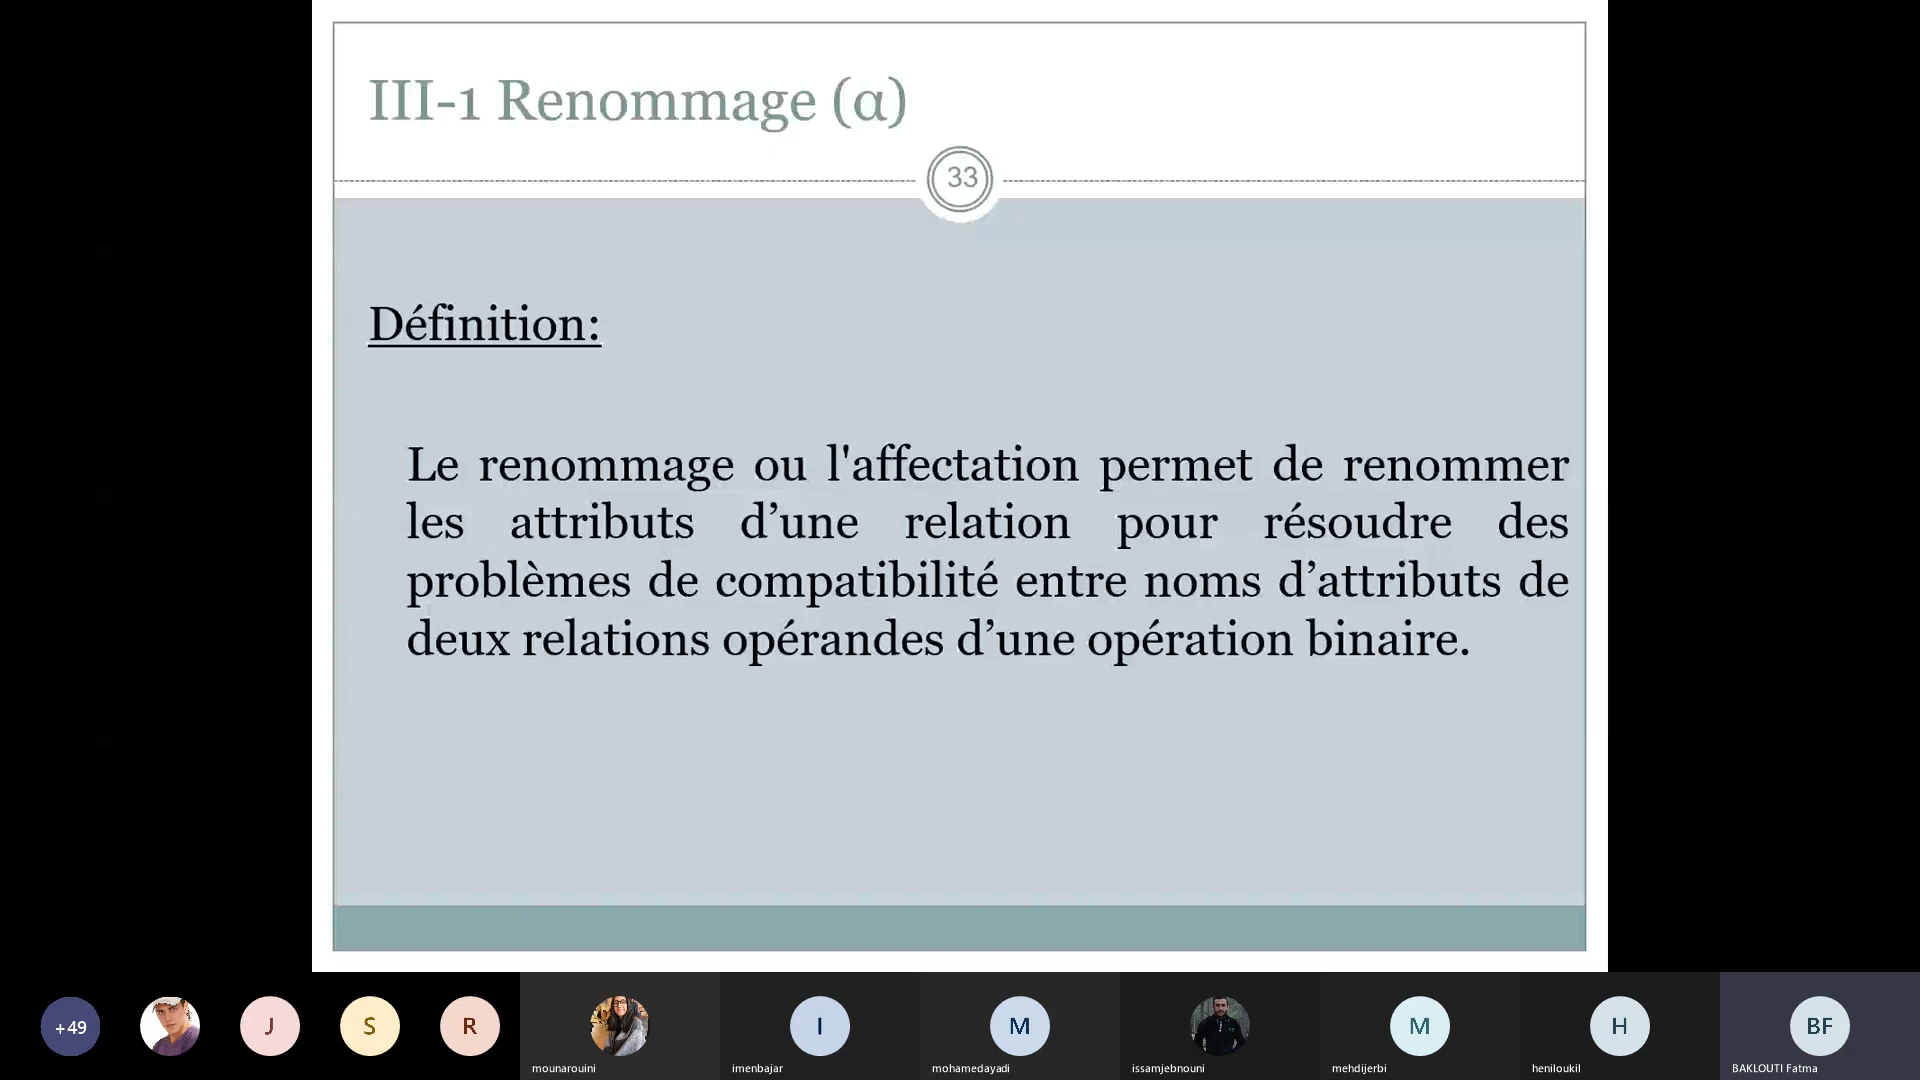 III-1 Renommage (α)
33
Définition:
Le renommage ou l'affectation permet de renommer
les attributs d’une relation pour résoudre des
problèmes de compatibilité entre noms d’attributs de
deux relations opérandes d’une opération binaire.
+49
J
S
R
I
M
M
H
BF
mounarouini
imenbajar
mohamedayadi
issamjebnouni
mehdijerbi
heniloukil
BAKLOUTI Fatma